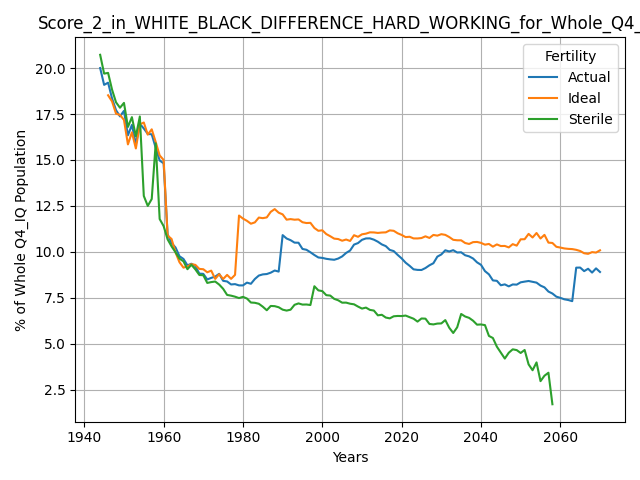 Score_2_in_WHITE_BLACK_DIFFERENCE_HARD_WORKING_for_Whole_Q4_
Fertility
Actual
Ideal
Sterile
% of Whole Q4_IQ Population
20.0
17.5
15.0
12.5
10.0
7.5
5.0
2.5
1940 1960 1980 2000 2020 2040 2060
Years